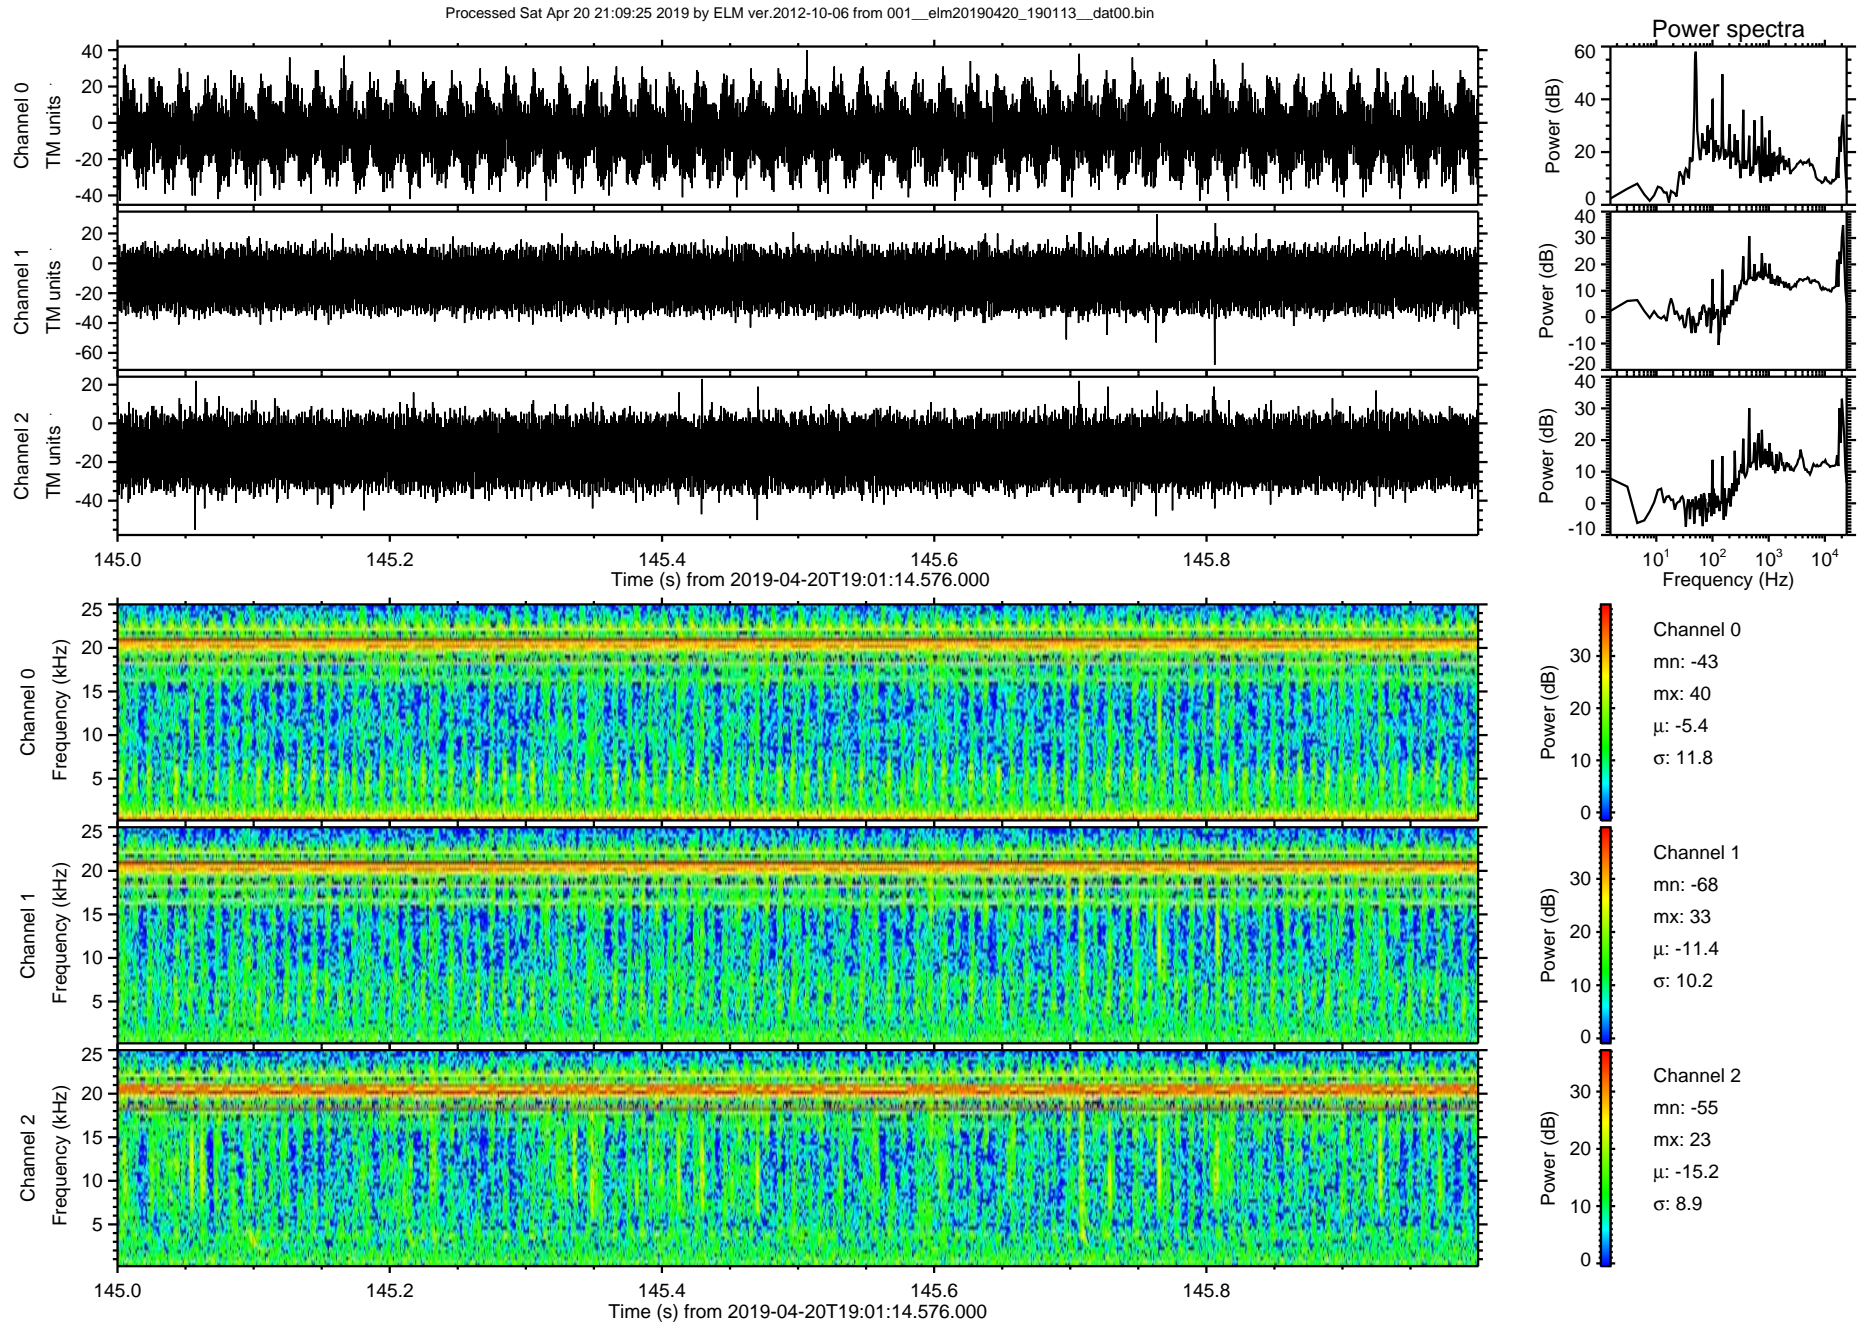 Processed Sat Apr 20 21:09:25 2019 by ELM ver.2012-10-06 from 001__elm20190420_190113__dat00.bin
Power spectra
Channel 0
TM units
40
20
0
-20
-40
Power (dB)
60
40
20
0
Channel 1
TM units
20
0
-20
-40
-60
Power (dB)
40
30
20
10
0
-10
-20
Channel 2
TM units
20
0
-20
-40
Power (dB)
40
30
20
10
0
-10
145.0 145.2 145.4 145.6 145.8
Time (s) from 2019-04-20T19:01:14.576.000
10¹ 10² 10³ 10⁴
Frequency (Hz)
Channel 0
Frequency (kHz)
25
20
15
10
5
Power (dB)
30
20
10
0
Channel 0
mn: -43
mx: 40
μ: -5.4
σ: 11.8
Channel 1
Frequency (kHz)
25
20
15
10
5
Power (dB)
30
20
10
0
Channel 1
mn: -68
mx: 33
μ: -11.4
σ: 10.2
Channel 2
Frequency (kHz)
25
20
15
10
5
Power (dB)
30
20
10
0
Channel 2
mn: -55
mx: 23
μ: -15.2
σ: 8.9
145.0 145.2 145.4 145.6 145.8
Time (s) from 2019-04-20T19:01:14.576.000